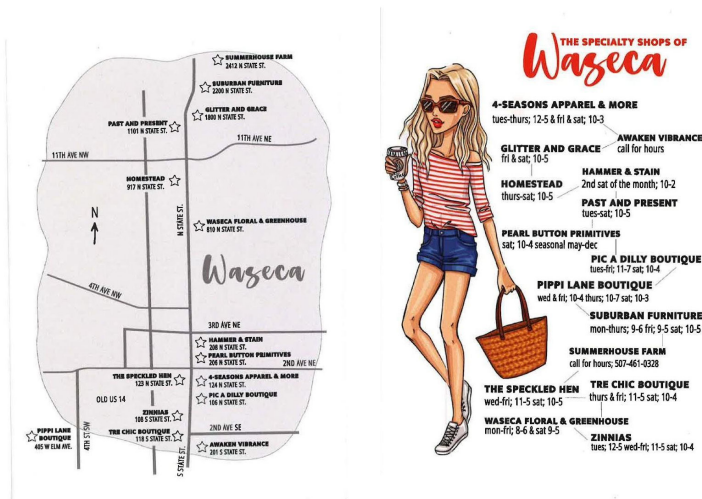 SUMMERHOUSE FARM
2412 N STATE ST.
SUBURBAN FURNITURE
2200 N STATE ST.
GLITTER AND GRACE
1800 N STATE ST.
PAST AND PRESENT
1101 N STATE ST.
11TH AVE NE
11TH AVE NW
HOMESTEAD
917 N STATE ST.
N
N STATE ST.
WASECA FLORAL & GREENHOUSE
810 N STATE ST.
Waseca
4TH AVE NW
3RD AVE NE
HAMMER & STAIN
208 N STATE ST.
PEARL BUTTON PRIMITIVES
206 N STATE ST.
2ND AVE NE
THE SPECKLED HEN
123 N STATE ST.
4-SEASONS APPAREL & MORE
124 N STATE ST.
OLD US 14
PIC A DILLY BOUTIQUE
106 N STATE ST.
ZINNIAS
108 S STATE ST.
PIPPI LANE
BOUTIQUE
405 W ELM AVE.
4TH ST SW
TRE CHIC BOUTIQUE
118 S STATE ST.
2ND AVE SE
S STATE ST.
AWAKEN VIBRANCE
201 S STATE ST.
THE SPECIALTY SHOPS OF
Waseca
4-SEASONS APPAREL & MORE
tues-thurs; 12-5 & fri & sat; 10-3
AWAKEN VIBRANCE
call for hours
GLITTER AND GRACE
fri & sat; 10-5
HAMMER & STAIN
2nd sat of the month; 10-2
HOMESTEAD
thurs-sat; 10-5
PAST AND PRESENT
tues-sat; 10-5
PEARL BUTTON PRIMITIVES
sat; 10-4 seasonal may-dec
PIC A DILLY BOUTIQUE
tues-fri; 11-7 sat; 10-4
PIPPI LANE BOUTIQUE
wed & fri; 10-4 thurs; 10-7 sat; 10-3
SUBURBAN FURNITURE
mon-thurs; 9-6 fri; 9-5 sat; 10-5
SUMMERHOUSE FARM
call for hours; 507-461-0328
THE SPECKLED HEN
wed-fri; 11-5 sat; 10-5
TRE CHIC BOUTIQUE
thurs & fri; 11-5 sat; 10-4
WASECA FLORAL & GREENHOUSE
mon-fri; 8-6 & sat 9-5
ZINNIAS
tues; 12-5 wed-fri; 11-5 sat; 10-4